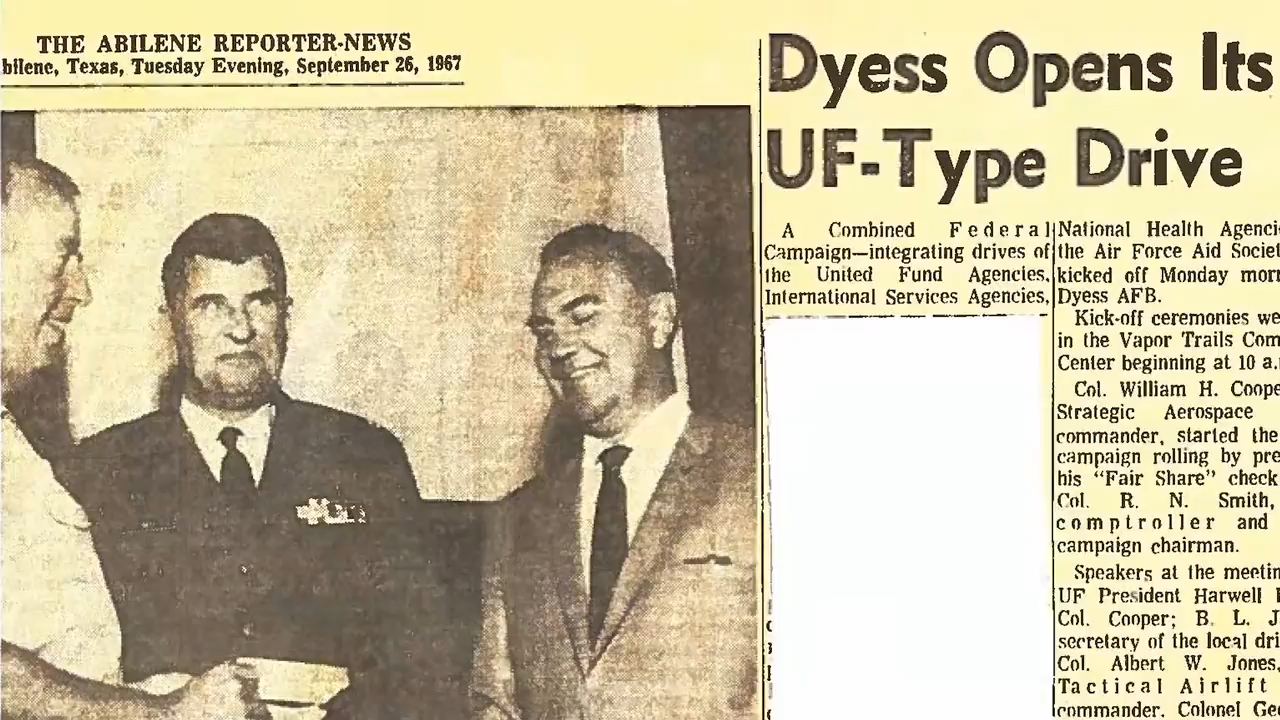 THE ABILENE REPORTER-NEWS
bilene, Texas, Tuesday Evening, September 26, 1967
Dyess Opens Its
UF-Type Drive
A Combined Federal
Campaign—integrating drives of
the United Fund Agencies,
International Services Agencies,
National Health Agenci
the Air Force Aid Societ
kicked off Monday mor
Dyess AFB.
Kick-off ceremonies we
in the Vapor Trails Com
Center beginning at 10 a.
Col. William H. Coope
Strategic Aerospace
commander, started the
campaign rolling by pre
his "Fair Share" check
Col. R. N. Smith,
comptroller and
campaign chairman.
Speakers at the meetin
UF President Harwell
Col. Cooper; B. L. J
secretary of the local dri
Col. Albert W. Jones,
Tactical Airlift
commander. Colonel Geo